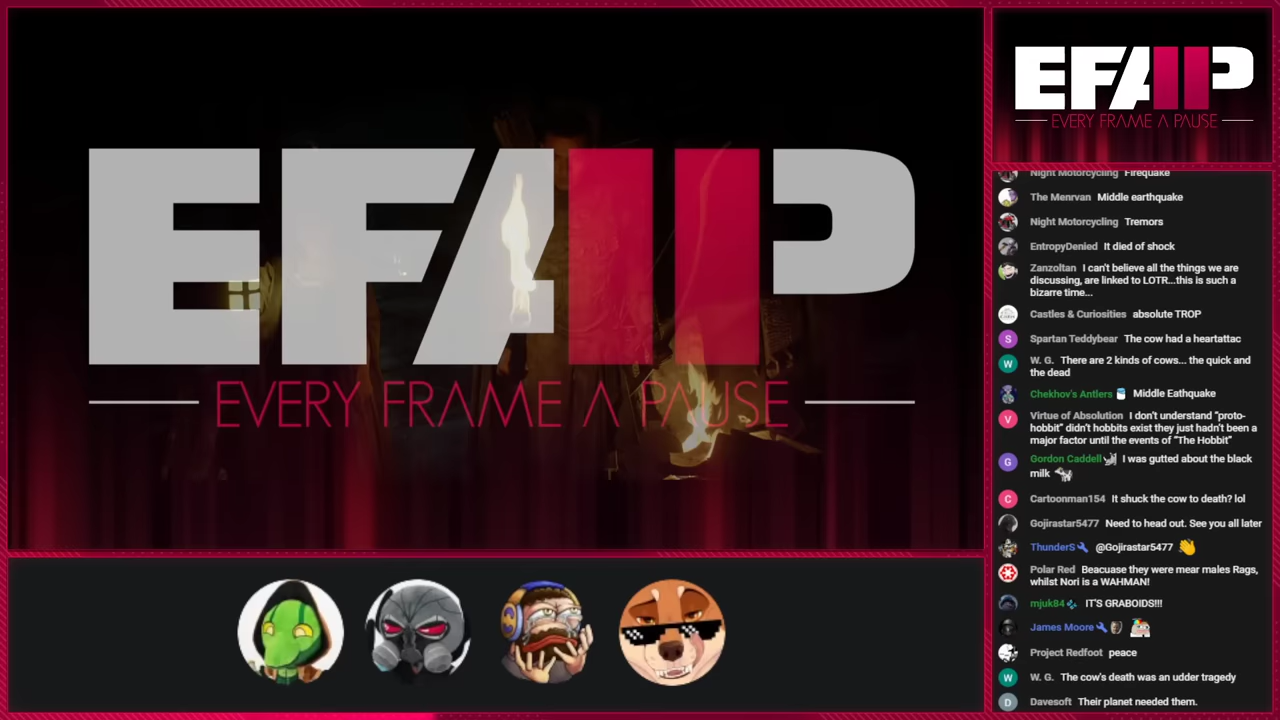 EFAP
EVERY FRAME A PAUSE
EFAP
EVERY FRAME A PAUSE
Night Motorcycling Firequake
The Menrvan Middle earthquake
Night Motorcycling Tremors
EntropyDenied It died of shock
Zanzoltan I can't believe all the things we are
discussing, are linked to LOTR...this is such a
bizarre time...
Castles & Curiosities absolute TROP
S Spartan Teddybear The cow had a heartattac
W W. G. There are 2 kinds of cows... the quick and
the dead
Chekhov's Antlers Middle Eathquake
V Virtue of Absolution I don't understand "proto-
hobbit" didn't hobbits exist they just hadn't been a
major factor until the events of "The Hobbit"
G Gordon Caddell I was gutted about the black
milk
C Cartoonman154 It shuck the cow to death? lol
Gojirastar5477 Need to head out. See you all later
ThunderS @Gojirastar5477
Polar Red Beacuase they were mear males Rags,
whilst Nori is a WAHMAN!
mjuk84 IT'S GRABOIDS!!!
James Moore
Project Redfoot peace
W W. G. The cow's death was an udder tragedy
D Davesoft Their planet needed them.